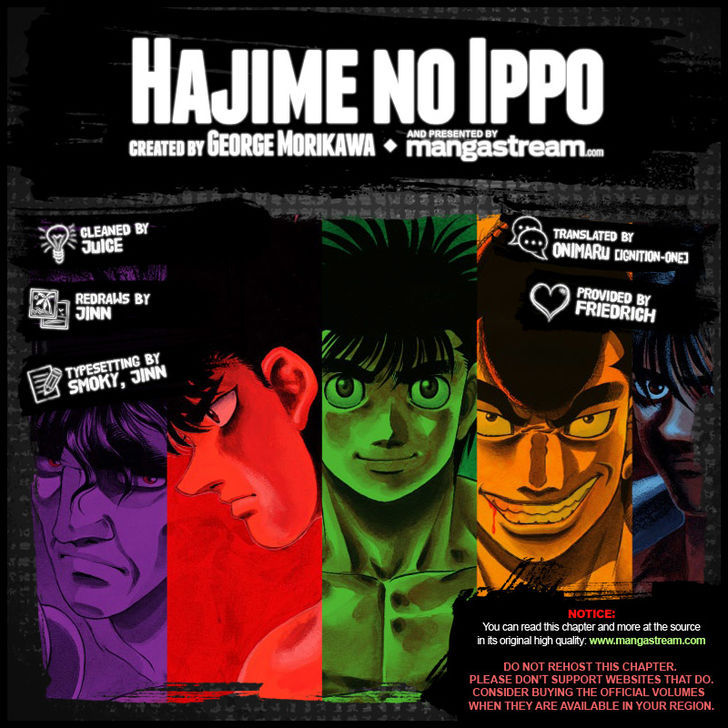 HAJIME NO IPPO
CREATED BY GEORGE MORIKAWA ◆ AND PRESENTED BY mangastream.com
CLEANED BY
JUICE
REDRAWS BY
JINN
TYPESETTING BY
SMOKY, JINN
TRANSLATED BY
ONIMARU [IGNITION-ONE]
PROVIDED BY
FRIEDRICH
NOTICE:
You can read this chapter and more at the source
in its original high quality: www.mangastream.com
DO NOT REHOST THIS CHAPTER.
PLEASE DON'T SUPPORT WEBSITES THAT DO.
CONSIDER BUYING THE OFFICIAL VOLUMES
WHEN THEY ARE AVAILABLE IN YOUR REGION.